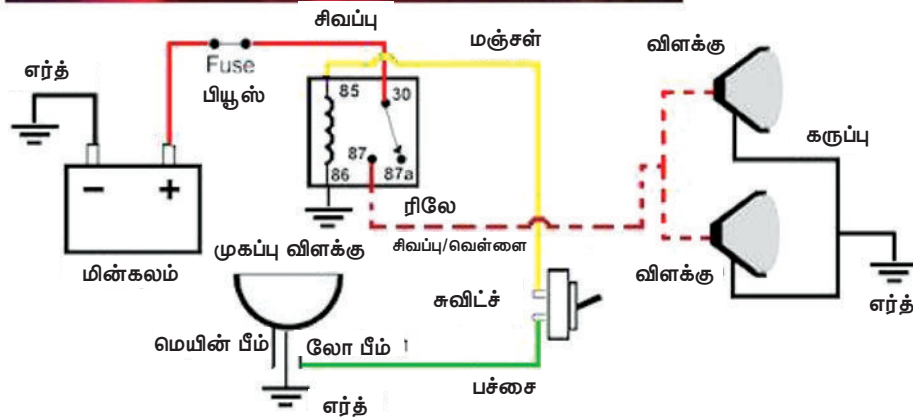 சிவப்பு
மஞ்சள்
விளக்கு
எர்த்
Fuse
பியூஸ்
85
30
87
87a
86
கருப்பு
–
+
ரிலே
சிவப்பு/வெள்ளை
மின்கலம்
முகப்பு விளக்கு
விளக்கு
சுவிட்ச்
எர்த்
மெயின் பீம்
லோ பீம்
பச்சை
எர்த்